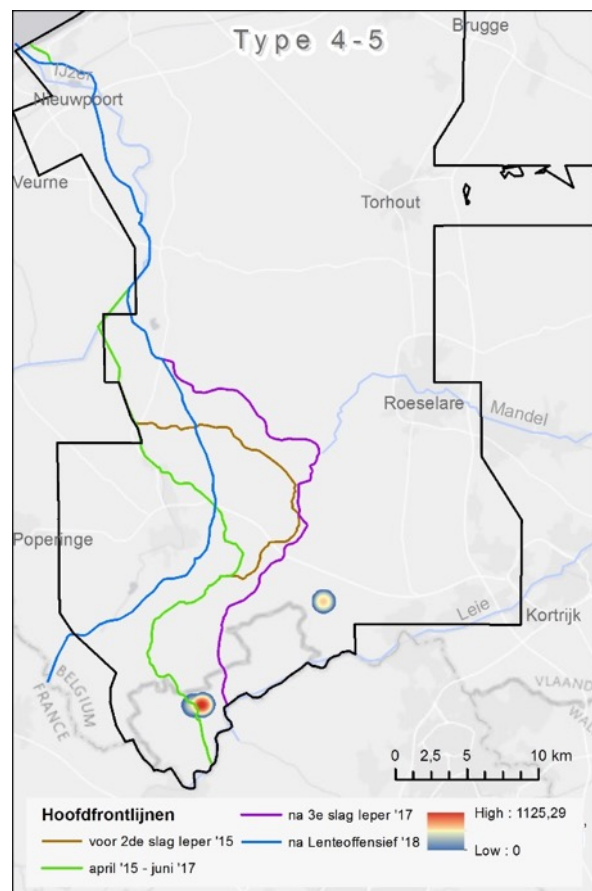 Type 4-5
Brugge
IJzer
Nieuwpoort
Veurne
Torhout
Roeselare
Mandel
Poperinge
Leie
Kortrijk
BELGIUM
FRANCE
VLAAND
WAL
0 2,5 5 10 km
Hoofdfrontlijnen
voor 2de slag Ieper '15
april '15 - juni '17
na 3e slag Ieper '17
na Lenteoffensief '18
High : 1125,29
Low : 0